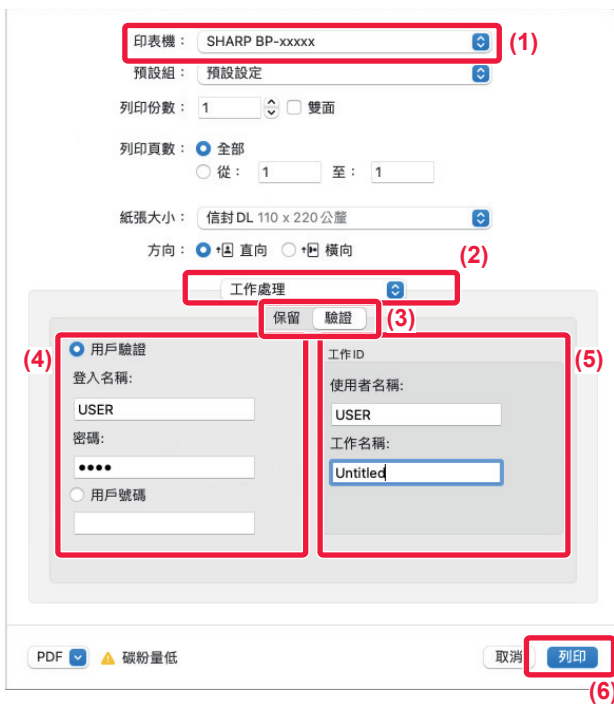 印表機： SHARP BP-xxxxx (1)
預設組： 預設設定
列印份數： 1 雙面
列印頁數： 全部
從： 1 至： 1
紙張大小： 信封 DL 110 x 220 公釐
方向： 直向 橫向
(2)
工作處理
保留 驗證 (3)
(4) 用戶驗證
登入名稱:
USER
密碼:
••••
用戶號碼
工作 ID (5)
使用者名稱:
USER
工作名稱:
Untitled
PDF 碳粉量低 取消 列印
(6)